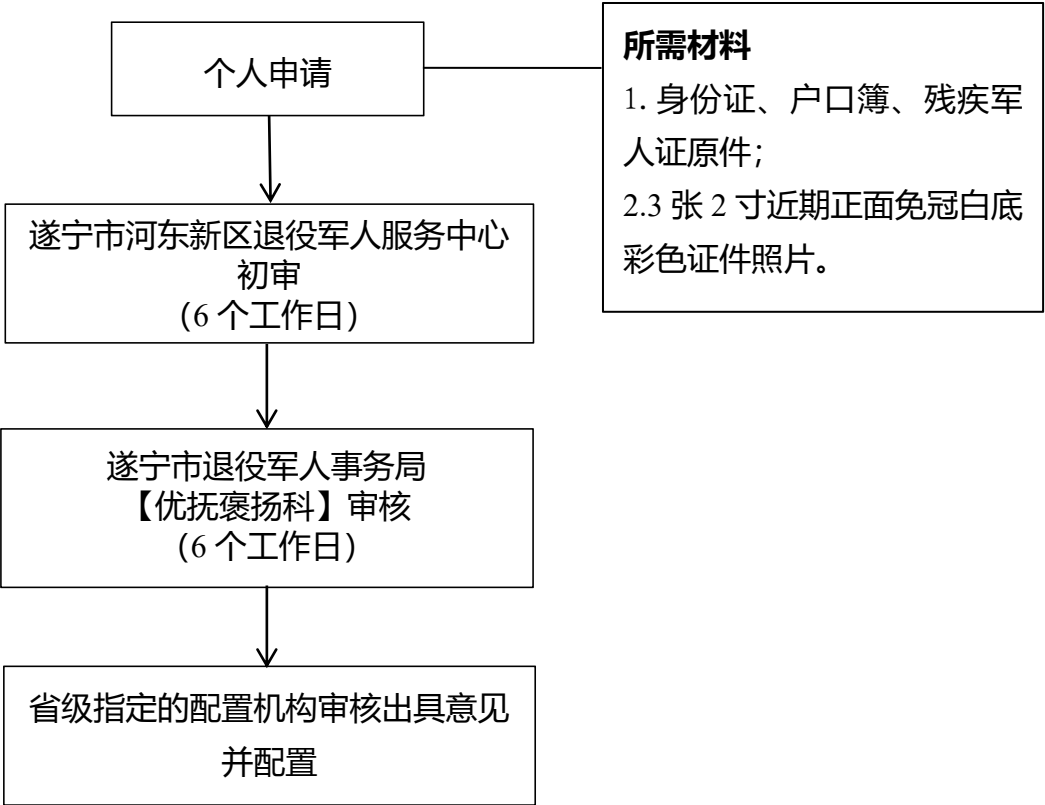 个人申请
所需材料
1. 身份证、户口簿、残疾军
人证原件；
2.3 张 2 寸近期正面免冠白底
彩色证件照片。
遂宁市河东新区退役军人服务中心
初审
（6 个工作日）
遂宁市退役军人事务局
【优抚褒扬科】审核
（6 个工作日）
省级指定的配置机构审核出具意见
并配置